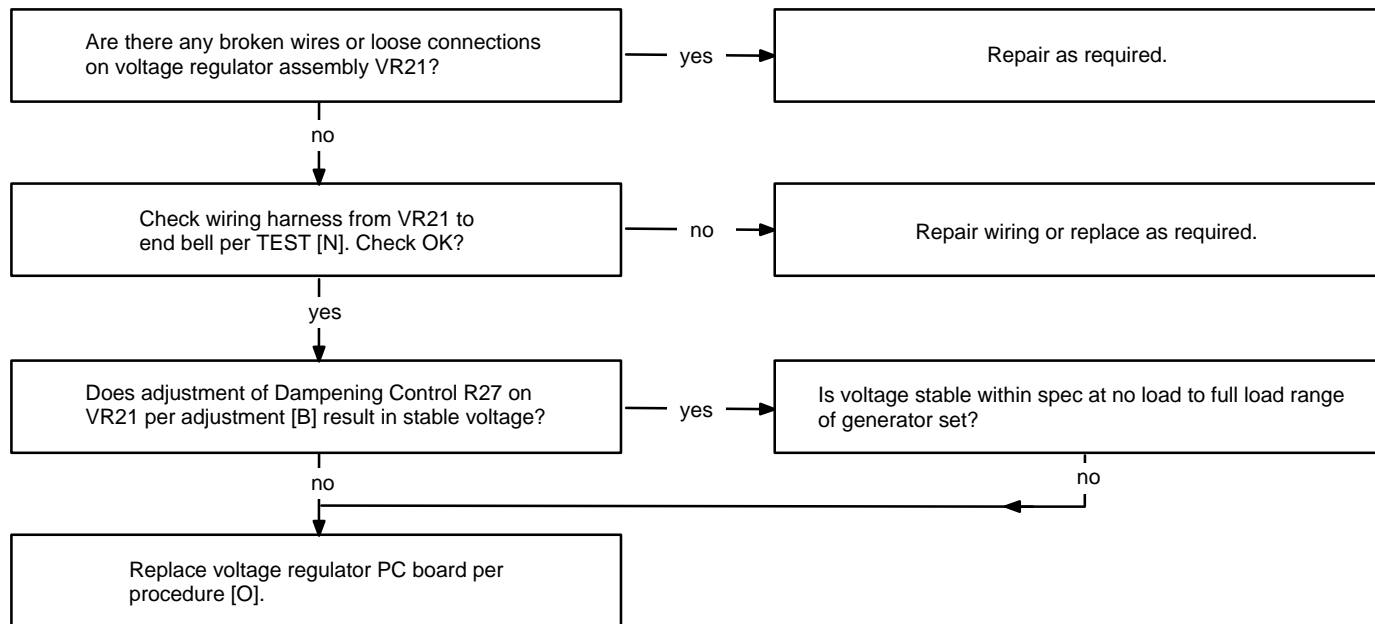 Are there any broken wires or loose connections
on voltage regulator assembly VR21?
yes
Repair as required.
no
Check wiring harness from VR21 to
end bell per TEST [N]. Check OK?
no
Repair wiring or replace as required.
yes
Does adjustment of Dampening Control R27 on
VR21 per adjustment [B] result in stable voltage?
yes
Is voltage stable within spec at no load to full load range
of generator set?
no
no
Replace voltage regulator PC board per
procedure [O].